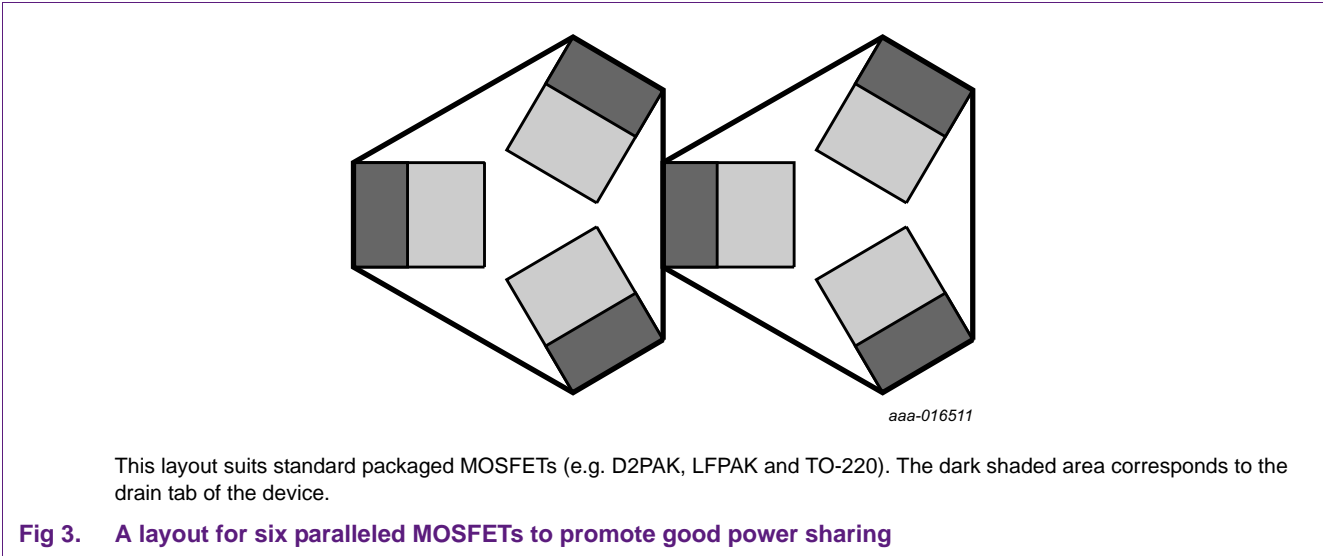 aaa-016511
This layout suits standard packaged MOSFETs (e.g. D2PAK, LFPAK and TO-220). The dark shaded area corresponds to the
drain tab of the device.
Fig 3. A layout for six paralleled MOSFETs to promote good power sharing